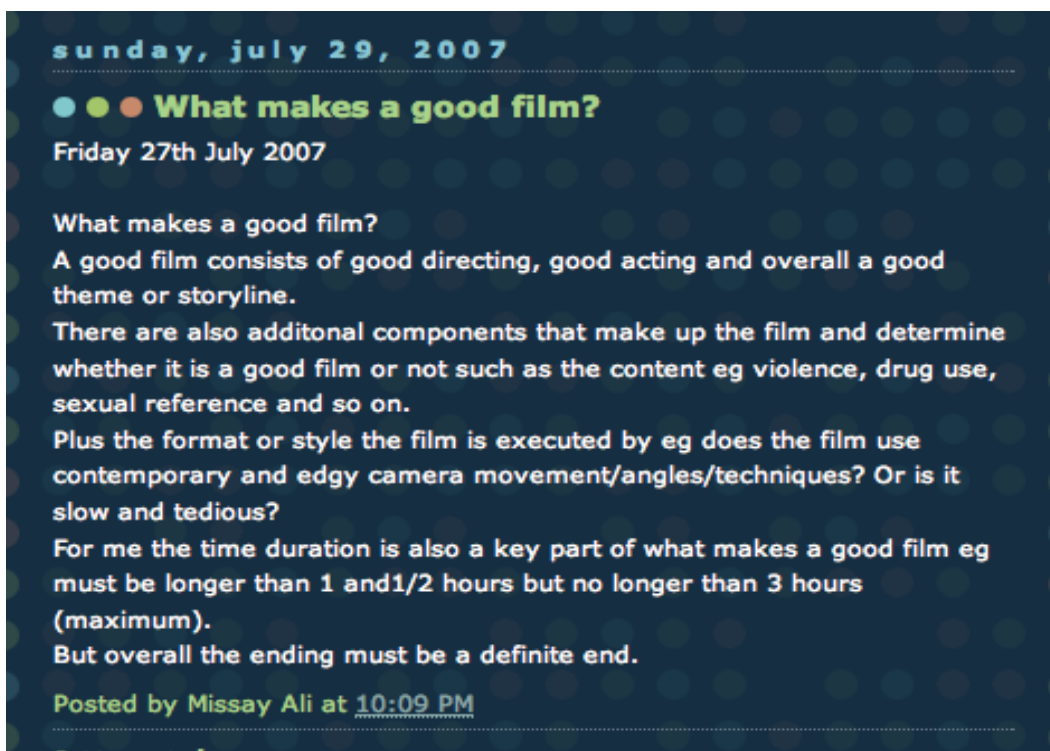 sunday, july 29, 2007
What makes a good film?
Friday 27th July 2007
What makes a good film?
A good film consists of good directing, good acting and overall a good
theme or storyline.
There are also additonal components that make up the film and determine
whether it is a good film or not such as the content eg violence, drug use,
sexual reference and so on.
Plus the format or style the film is executed by eg does the film use
contemporary and edgy camera movement/angles/techniques? Or is it
slow and tedious?
For me the time duration is also a key part of what makes a good film eg
must be longer than 1 and1/2 hours but no longer than 3 hours
(maximum).
But overall the ending must be a definite end.
Posted by Missay Ali at 10:09 PM